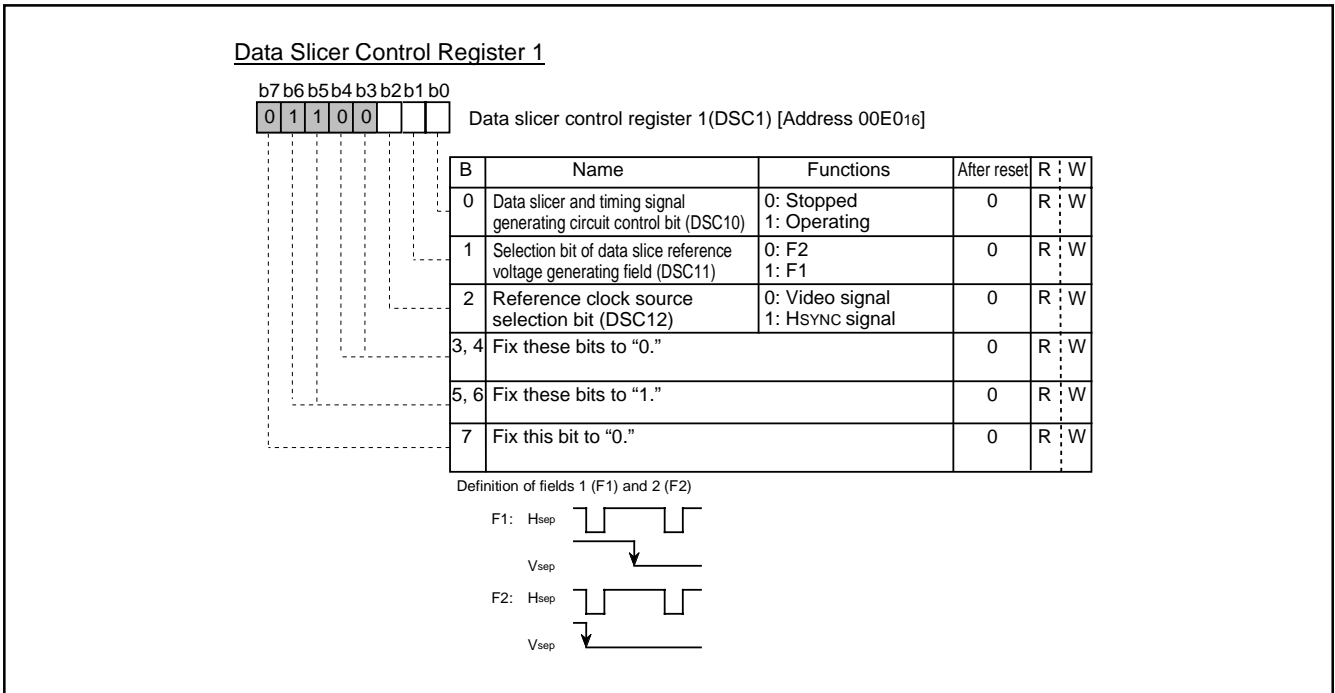 Data Slicer Control Register 1
b7 b6 b5 b4 b3 b2 b1 b0
0 1 1 0 0
Data slicer control register 1(DSC1) [Address 00E016]
B Name Functions After reset R W
0 Data slicer and timing signal generating circuit control bit (DSC10) 0: Stopped 1: Operating 0 R W
1 Selection bit of data slice reference voltage generating field (DSC11) 0: F2 1: F1 0 R W
2 Reference clock source selection bit (DSC12) 0: Video signal 1: HSYNC signal 0 R W
3, 4 Fix these bits to “0.” 0 R W
5, 6 Fix these bits to “1.” 0 R W
7 Fix this bit to “0.” 0 R W
Definition of fields 1 (F1) and 2 (F2)
F1: Hsep
Vsep
F2: Hsep
Vsep